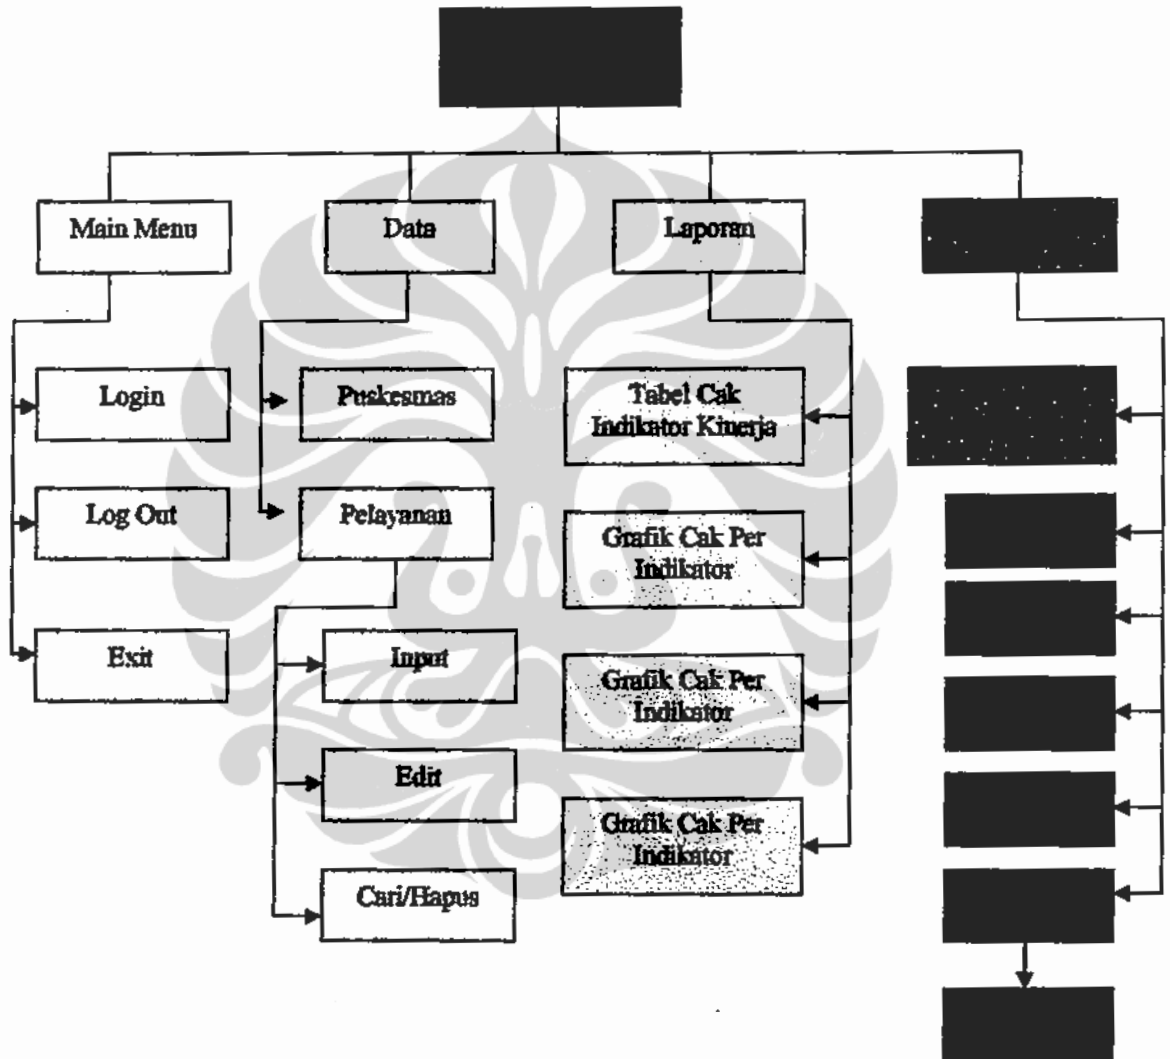 Main Menu
Data
Laporan
Login
Log Out
Exit
Puskesmas
Pelayanan
Input
Edit
Cari/Hapus
Tabel Cak
Indikator Kinerja
Grafik Cak Per
Indikator
Grafik Cak Per
Indikator
Grafik Cak Per
Indikator